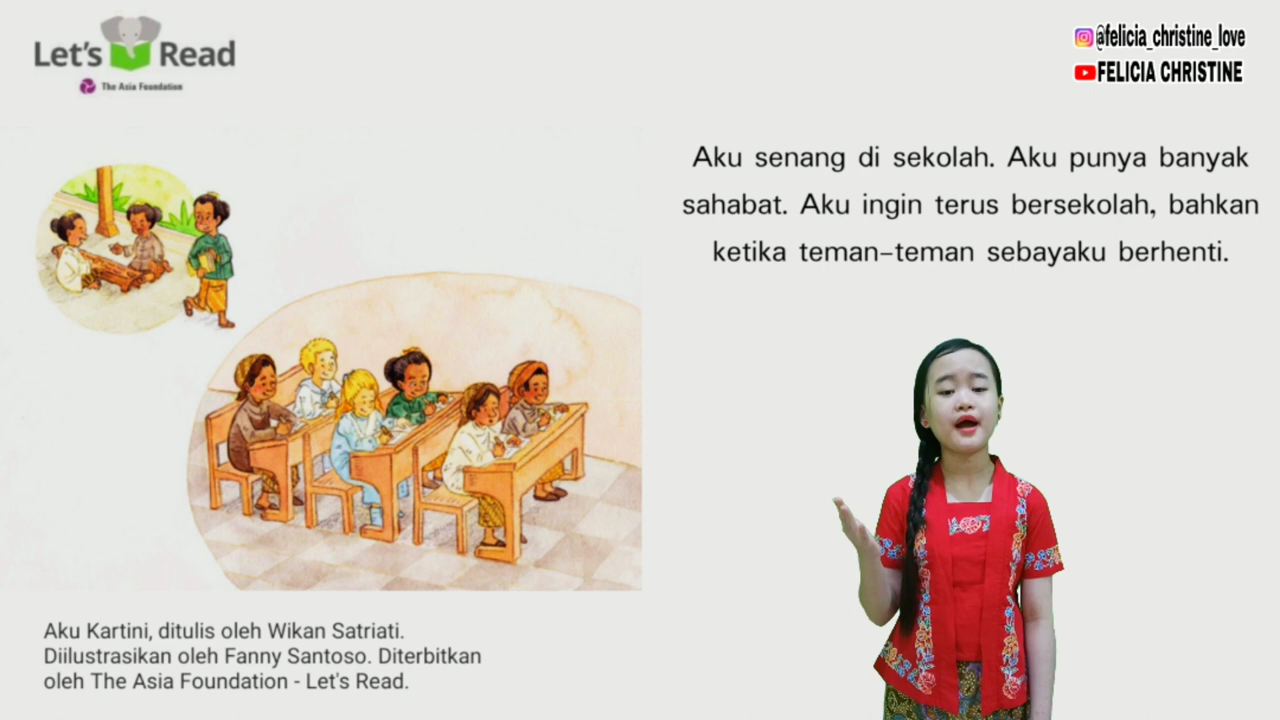 Let's Read
The Asia Foundation
@felicia_christine_love
FELICIA CHRISTINE
Aku senang di sekolah. Aku punya banyak
sahabat. Aku ingin terus bersekolah, bahkan
ketika teman-teman sebayaku berhenti.
Aku Kartini, ditulis oleh Wikan Satriati.
Diilustrasikan oleh Fanny Santoso. Diterbitkan
oleh The Asia Foundation - Let's Read.